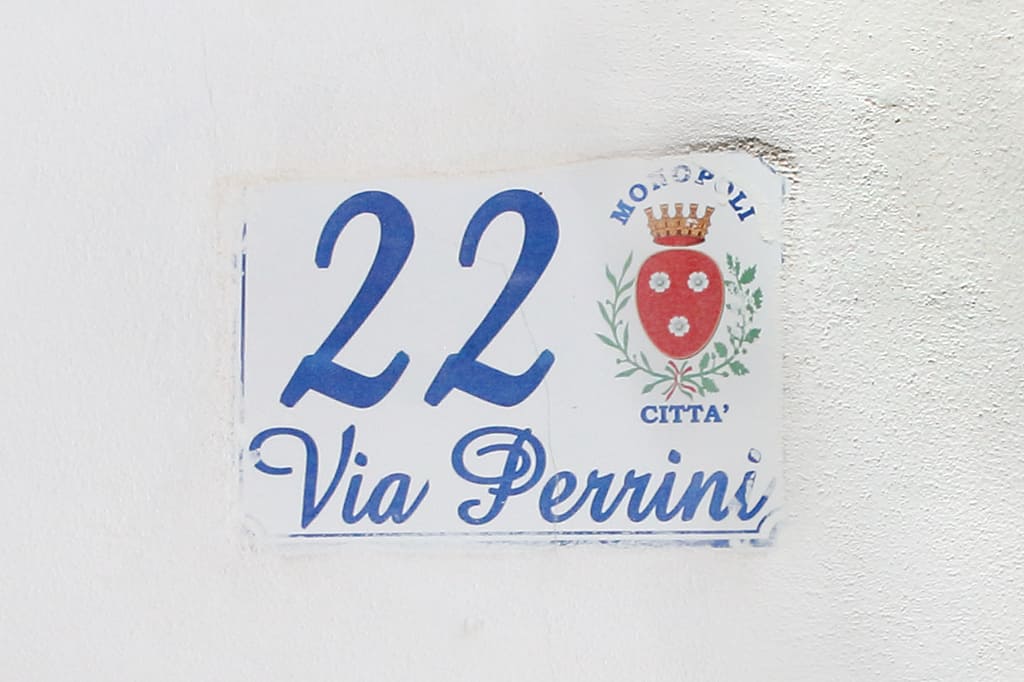 22
MONOPOLI
CITTA'
Via Perrini